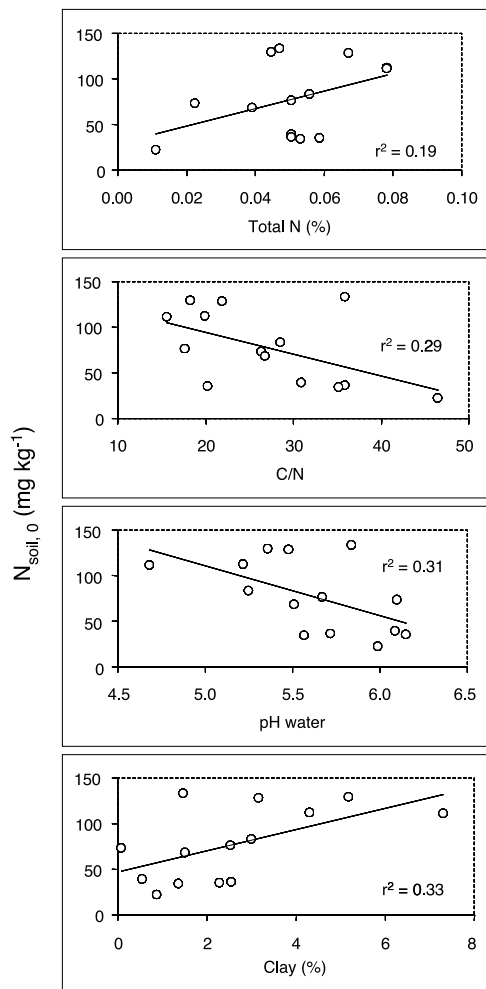 150
100
50
0
r² = 0.19
0.00 0.02 0.04 0.06 0.08 0.10
Total N (%)
150
100
50
0
r² = 0.29
10 20 30 40 50
C/N
N soil, 0 (mg kg⁻¹)
150
100
50
0
r² = 0.31
4.5 5.0 5.5 6.0 6.5
pH water
150
100
50
0
r² = 0.33
0 2 4 6 8
Clay (%)